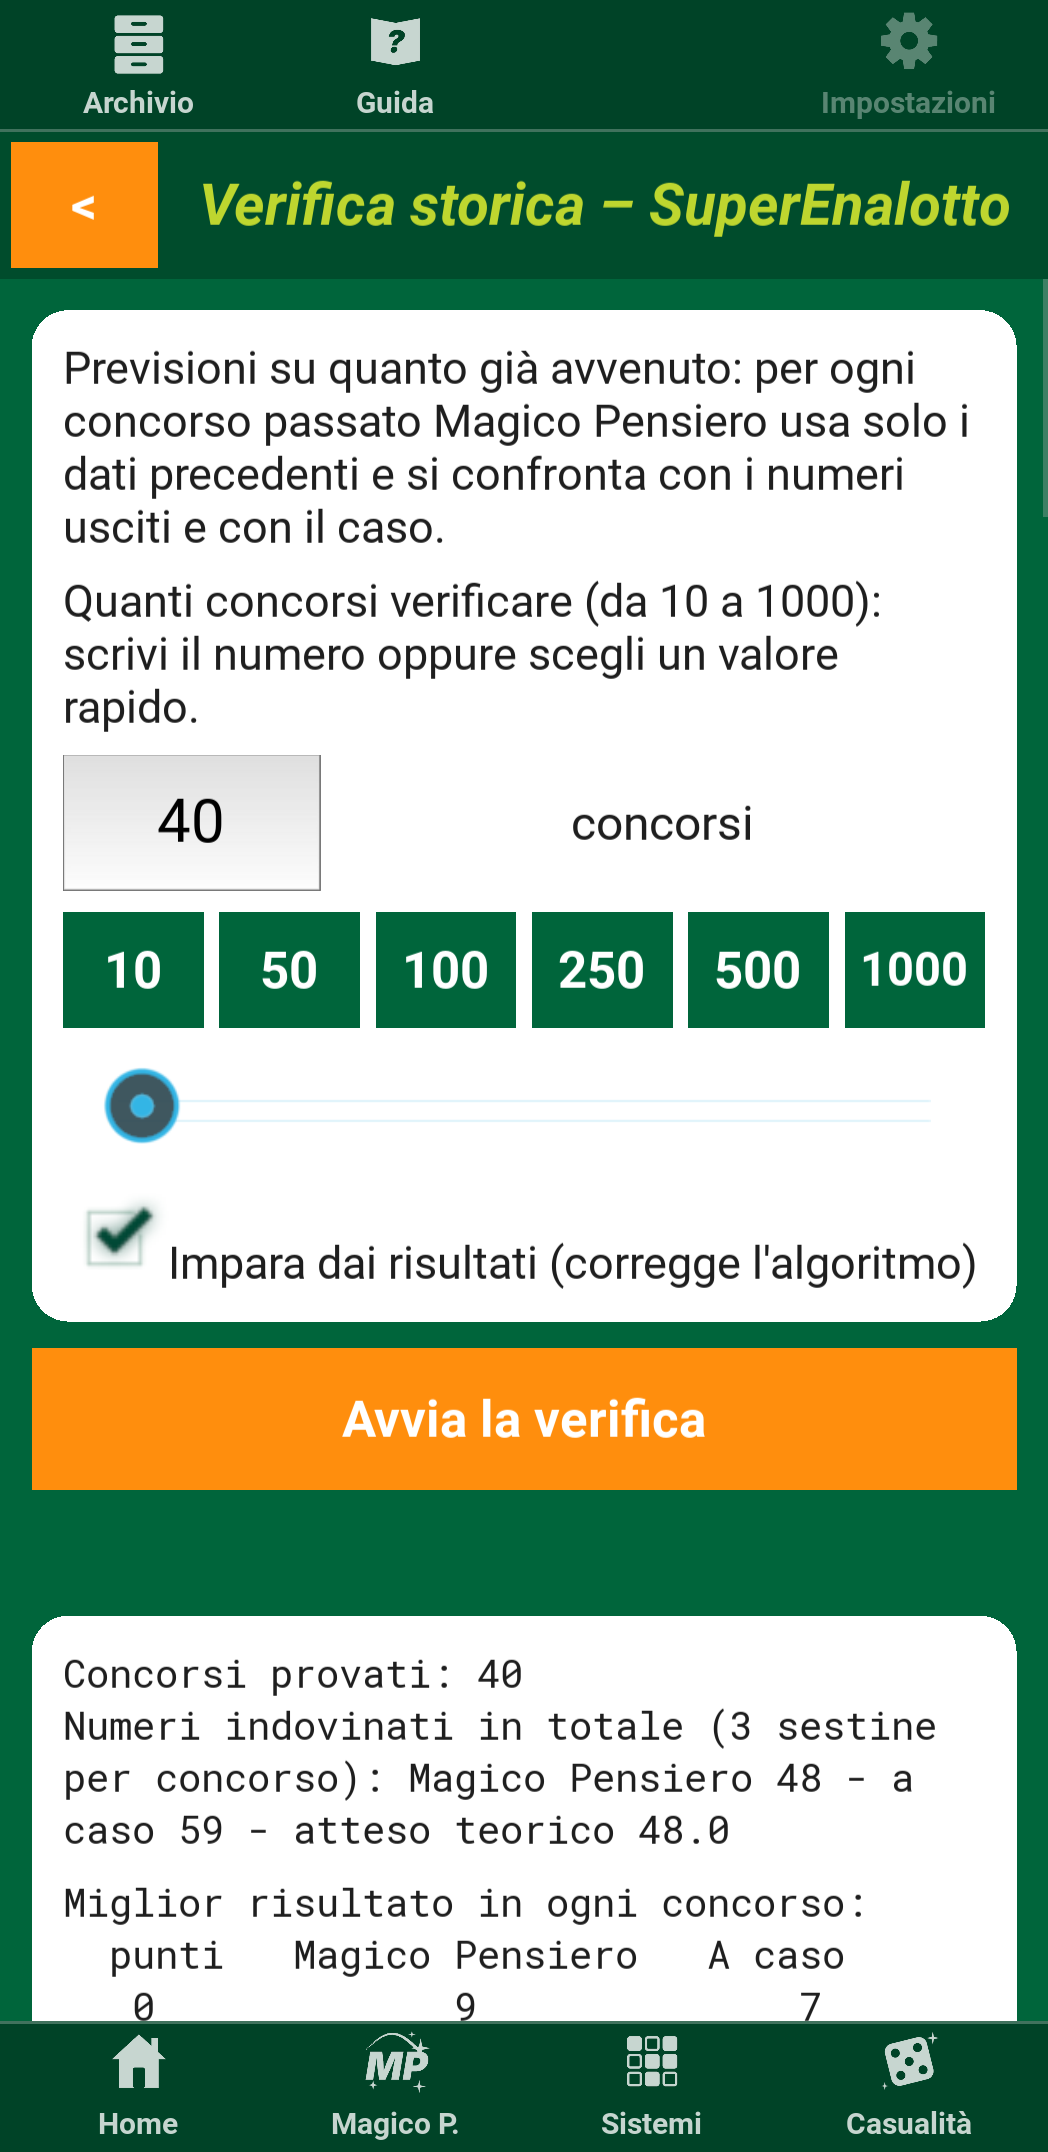 Archivio
Guida
Impostazioni
<
Verifica storica – SuperEnalotto
Previsioni su quanto già avvenuto: per ogni
concorso passato Magico Pensiero usa solo i
dati precedenti e si confronta con i numeri
usciti e con il caso.
Quanti concorsi verificare (da 10 a 1000):
scrivi il numero oppure scegli un valore
rapido.
40
concorsi
10 50 100 250 500 1000
Impara dai risultati (corregge l'algoritmo)
Avvia la verifica
Concorsi provati: 40
Numeri indovinati in totale (3 sestine
per concorso): Magico Pensiero 48 - a
caso 59 - atteso teorico 48.0
Miglior risultato in ogni concorso:
punti Magico Pensiero A caso
0 9 7
MP
Home
Magico P.
Sistemi
Casualità